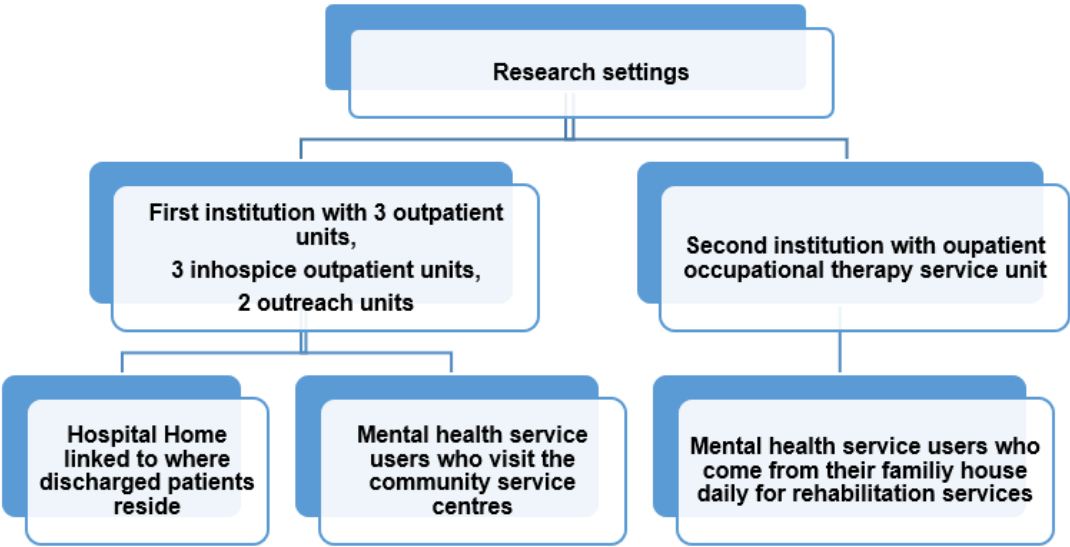 Research settings
First institution with 3 outpatient
units,
3 inhospice outpatient units,
2 outreach units
Second institution with oupatient
occupational therapy service unit
Hospital Home
linked to where
discharged patients
reside
Mental health service
users who visit the
community service
centres
Mental health service users who
come from their familiy house
daily for rehabilitation services